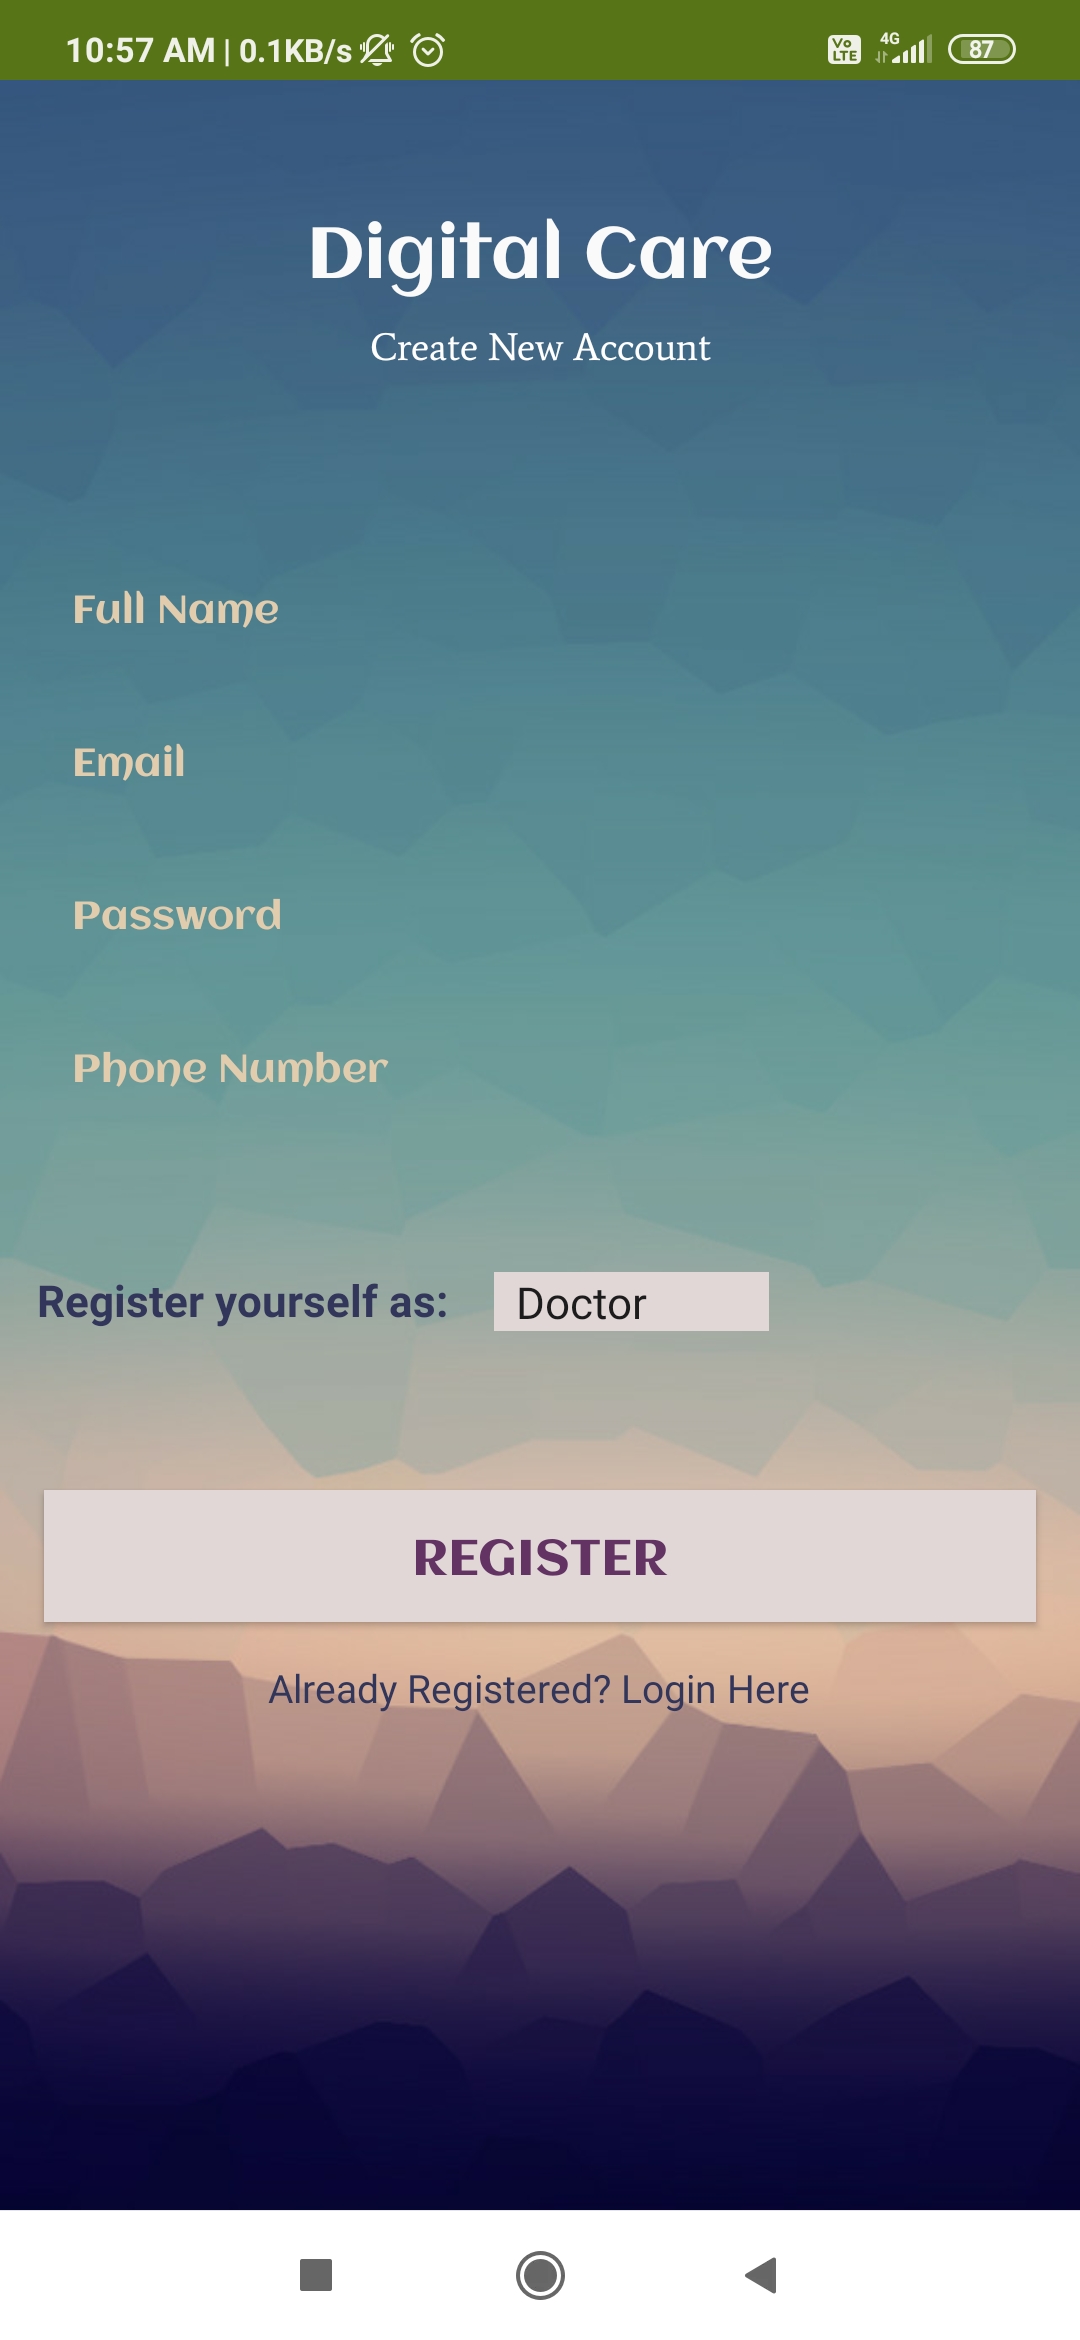 10:57 AM | 0.1KB/s
Vo LTE 4G 87
Digital Care
Create New Account
Full Name
Email
Password
Phone Number
Register yourself as: Doctor
REGISTER
Already Registered? Login Here